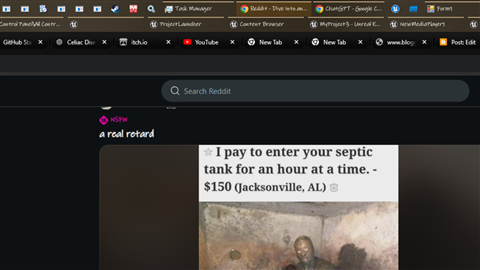 Task Manager
Reddit - Dive into an...
ChatGPT - Google C...
Form1
Control Panel\All Contr...
ProjectLauncher
Content Browser
MyProject3 - Unreal E...
NewMediaPlayer1
GitHub St
Celiac Dise
itch.io
YouTube
New Tab
New Tab
www.blog
Post: Edit
Search Reddit
NSFW
a real retard
I pay to enter your septic
tank for an hour at a time. -
$150 (Jacksonville, AL)